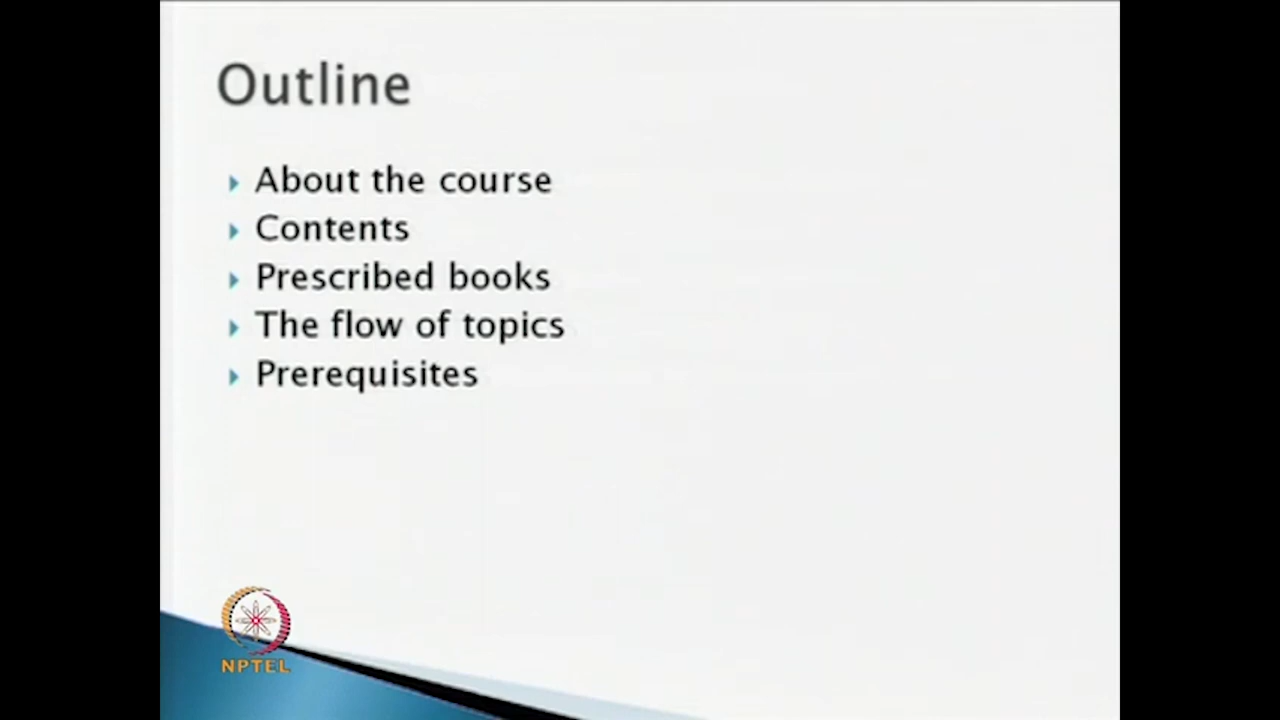 Outline
About the course
Contents
Prescribed books
The flow of topics
Prerequisites
NPTEL